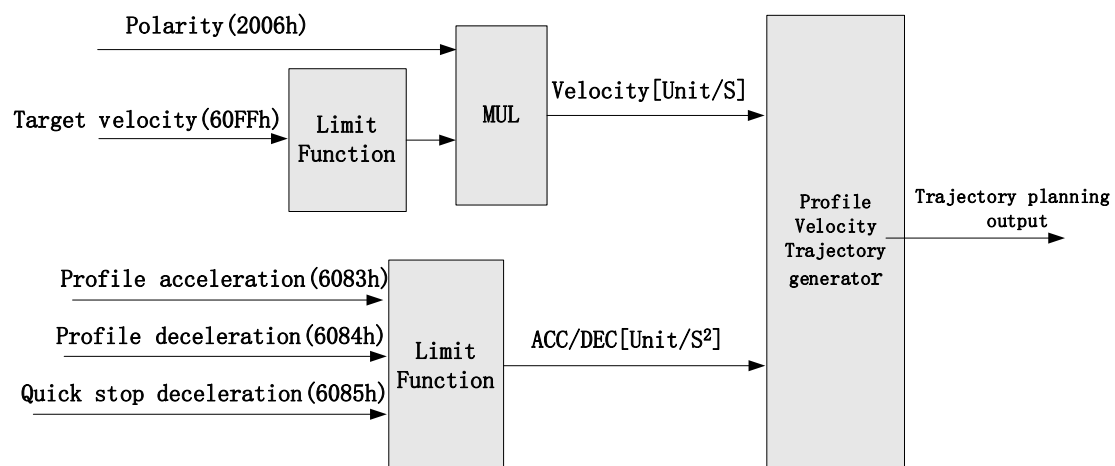 Polarity(2006h)
Target velocity(60FFh)
Limit
Function
MUL
Velocity[Unit/S]
Profile
Velocity
Trajectory
generator
Trajectory planning
output
Profile acceleration(6083h)
Profile deceleration(6084h)
Quick stop deceleration(6085h)
Limit
Function
ACC/DEC[Unit/S²]